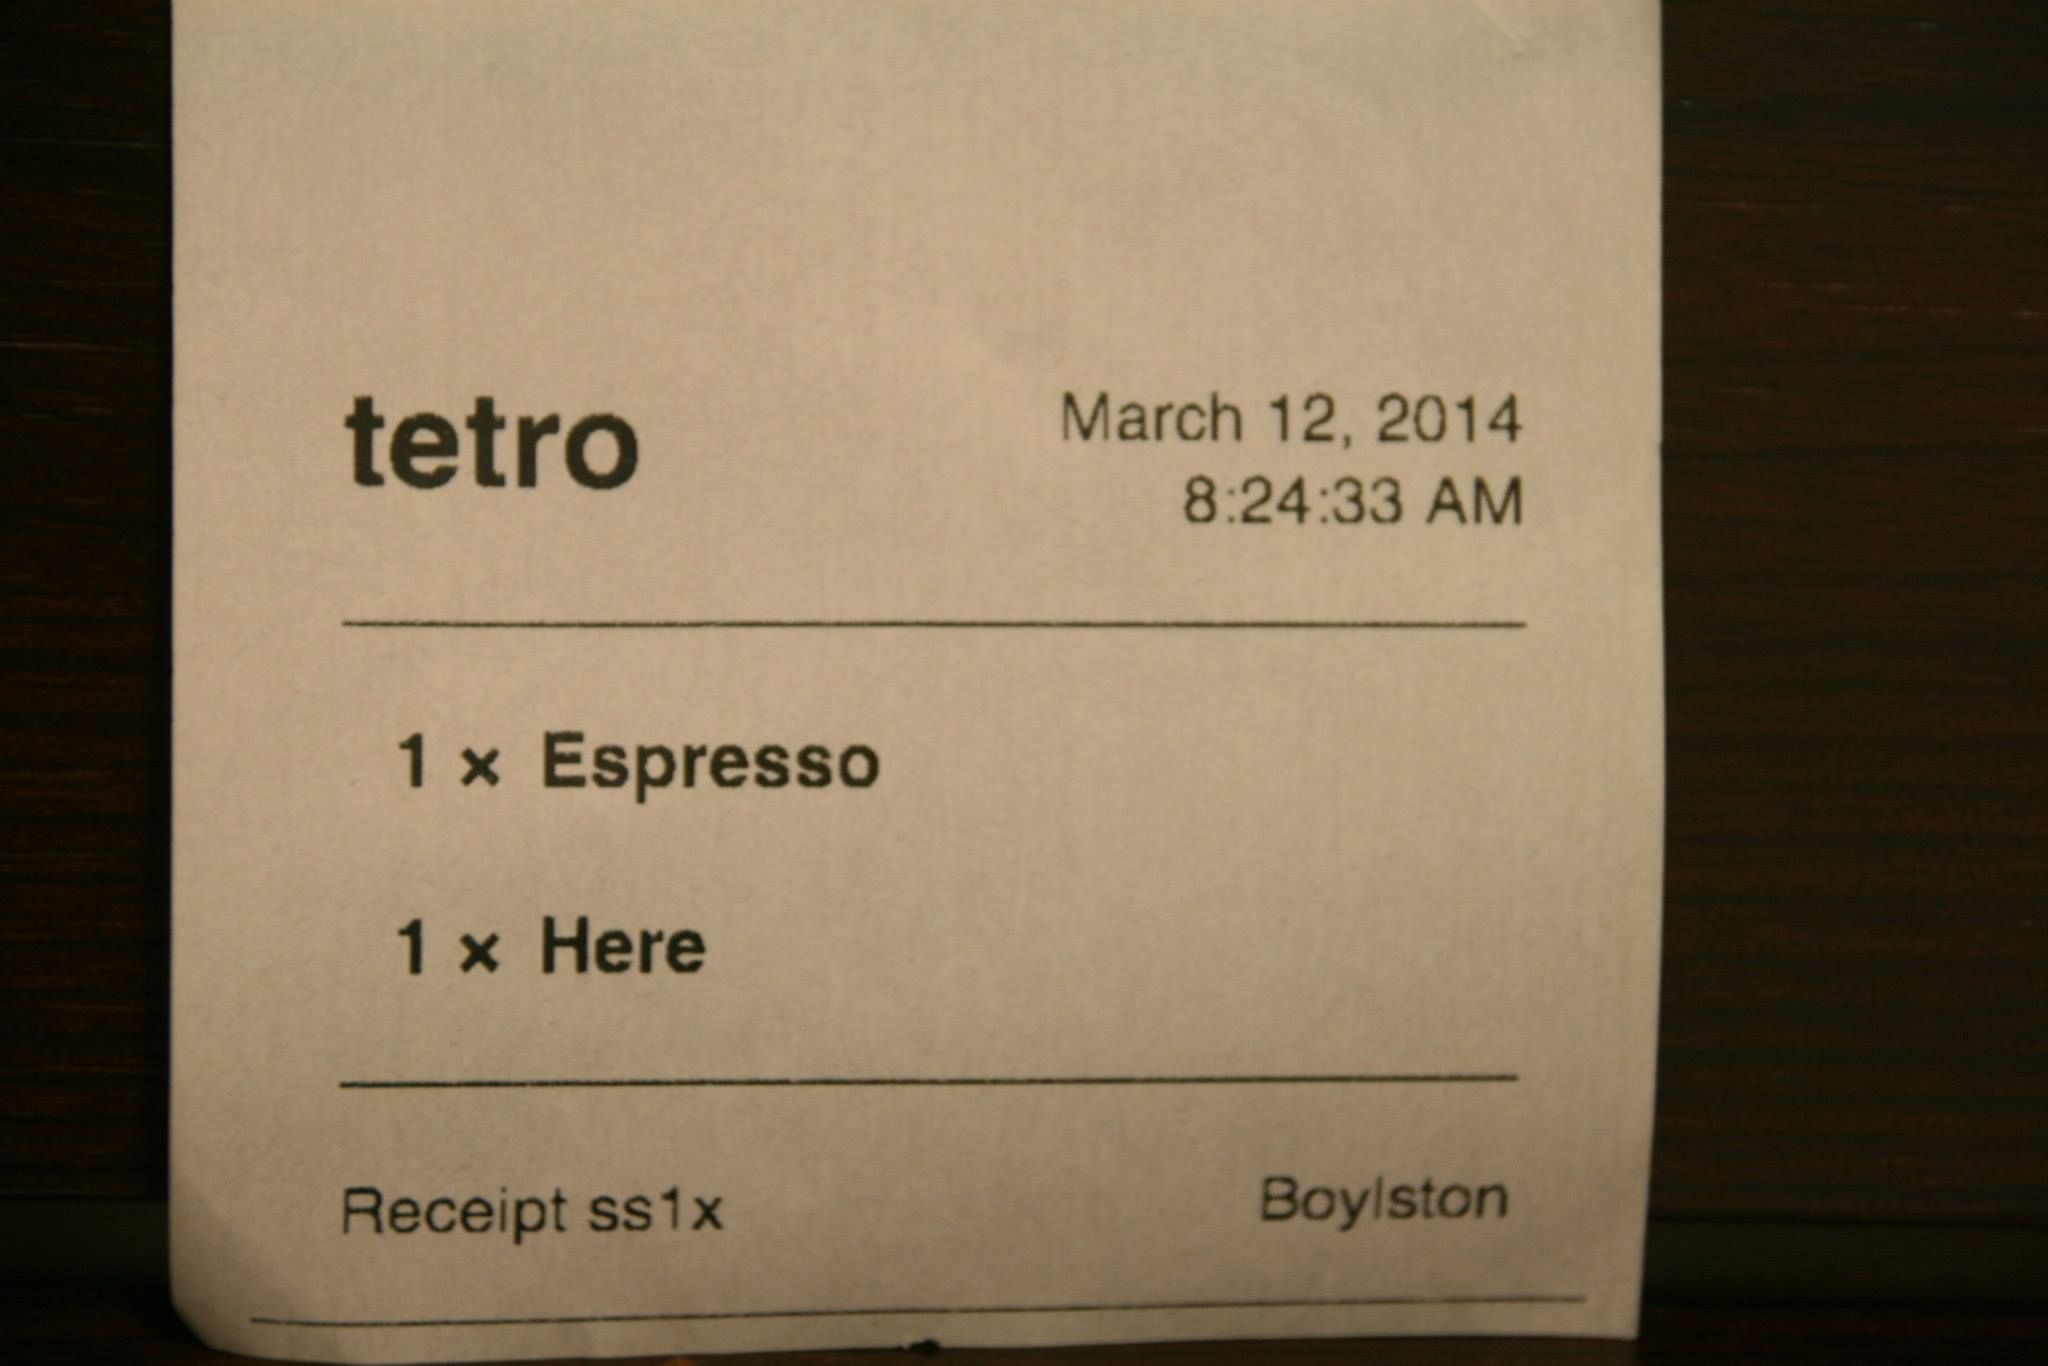 tetro
March 12, 2014
8:24:33 AM
1 x Espresso
1 x Here
Receipt ss1x
Boylston